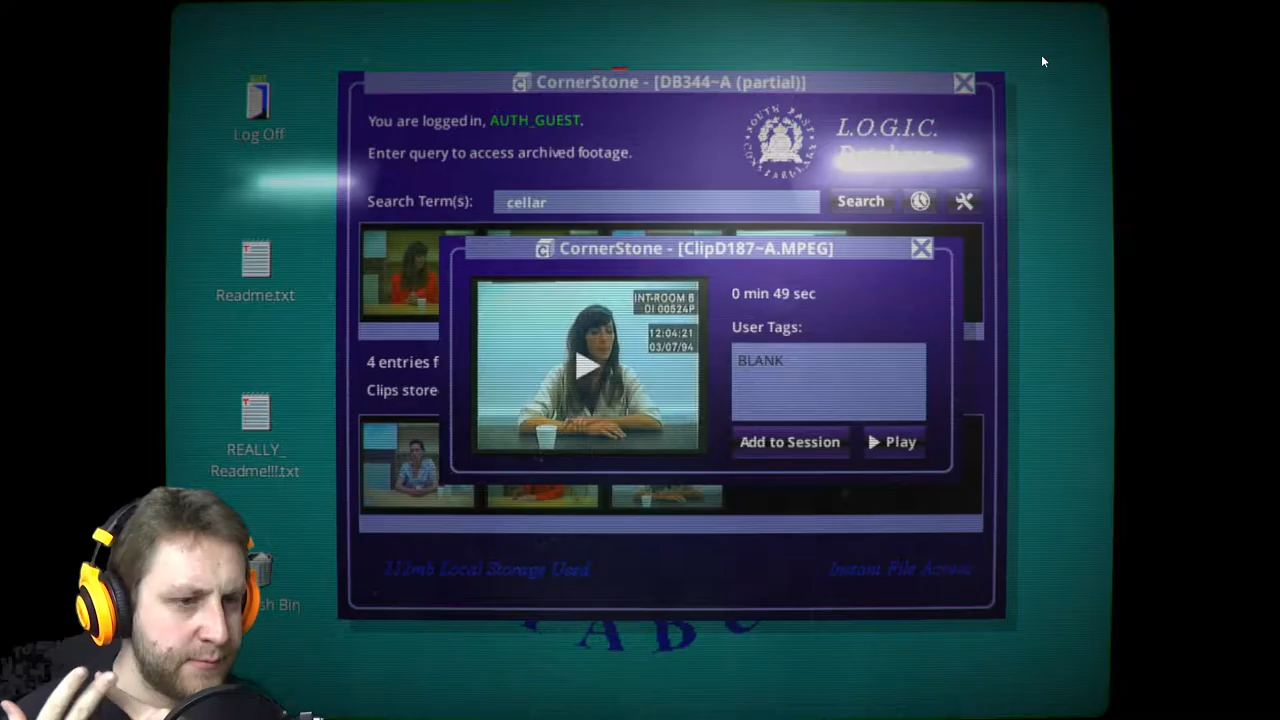 CornerStone - [DB344~A (partial)]
You are logged in, AUTH_GUEST.
Enter query to access archived footage.
L.O.G.I.C.
Database
Search Term(s):
cellar
Search
CornerStone - [ClipD187~A.MPEG]
INT-ROOM B
DI 00524P
12:04:21
03/07/94
0 min 49 sec
User Tags:
BLANK
Add to Session
Play
4 entries f
Clips store
112mb Local Storage Used
Instant File Access
Log Off
Readme.txt
REALLY_
Readme!!!.txt
sh Bin